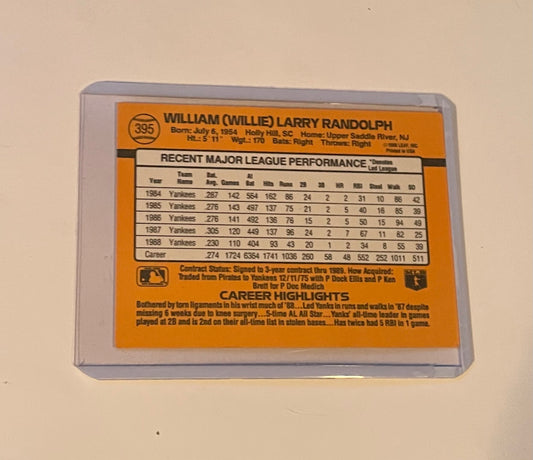 395
WILLIAM (WILLIE) LARRY RANDOLPH
Born: July 6, 1954 Holly Hill, SC Home: Upper Saddle River, NJ
Ht.: 5'11" Wgt.: 170 Bats: Right Throws: Right
©1988 LEAF, INC.
Printed in USA
RECENT MAJOR LEAGUE PERFORMANCE *Denotes Led League
Year Team Name Bat. Avg. Games At Bat Hits Runs 2B 3B HR RBI Steal Walk SO
1984 Yankees .287 142 564 162 86 24 2 2 31 10 86 42
1985 Yankees .276 143 497 137 75 21 2 5 40 16 85 39
1986 Yankees .276 141 492 136 76 15 2 5 50 15 94 49
1987 Yankees .305 120 449 137 96 24 2 7 67 11 82 25
1988 Yankees .230 110 404 93 43 20 1 2 34 8 55 39
Career .274 1724 6364 1741 1036 260 58 48 552 252 1011 511
Contract Status: Signed to 3-year contract thru 1989. How Acquired:
Traded from Pirates to Yankees 12/11/75 with P Dock Ellis and P Ken
Brett for P Doc Medich
CAREER HIGHLIGHTS
Bothered by torn ligaments in his wrist much of '88...Led Yanks in runs and walks in '87 despite
missing 6 weeks due to knee surgery...5-time AL All Star...Yanks' all-time leader in games
played at 2B and is 2nd on their all-time list in stolen bases...Has twice had 5 RBI in 1 game.